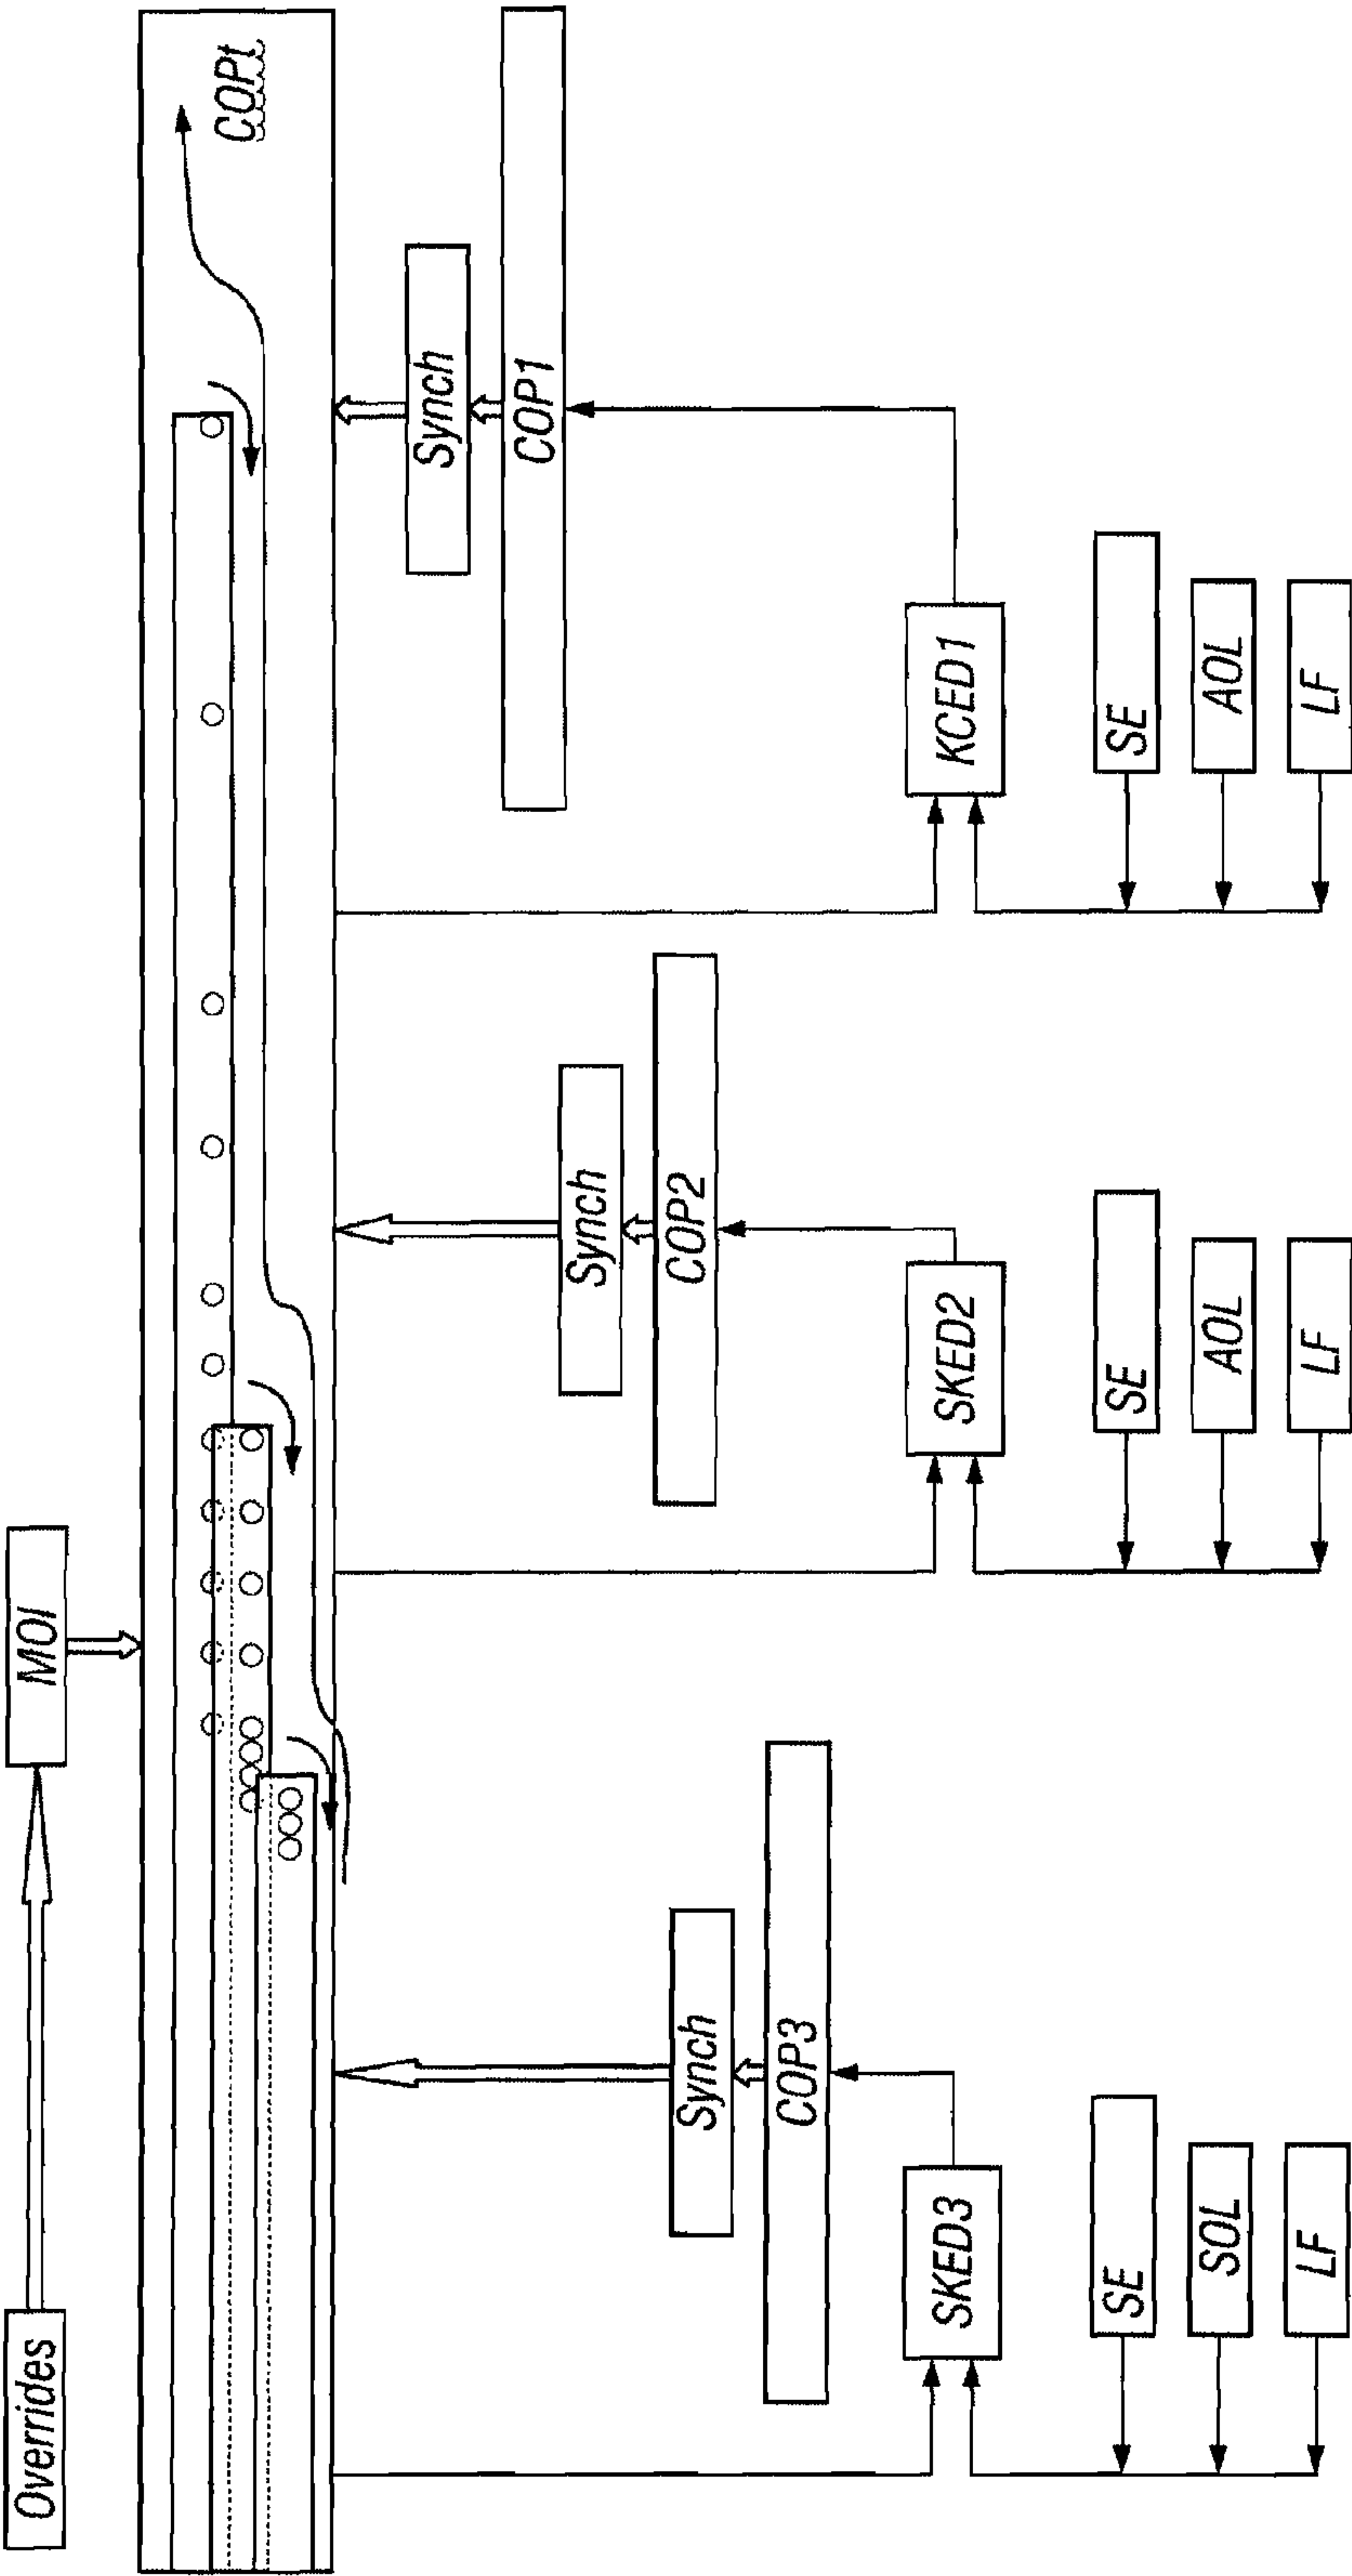 Overrides
MOI
COPt
Synch
COP3
SKED3
SE
SOL
LF
Synch
COP2
SKED2
SE
AOL
LF
Synch
COP1
KCED1
SE
AOL
LF